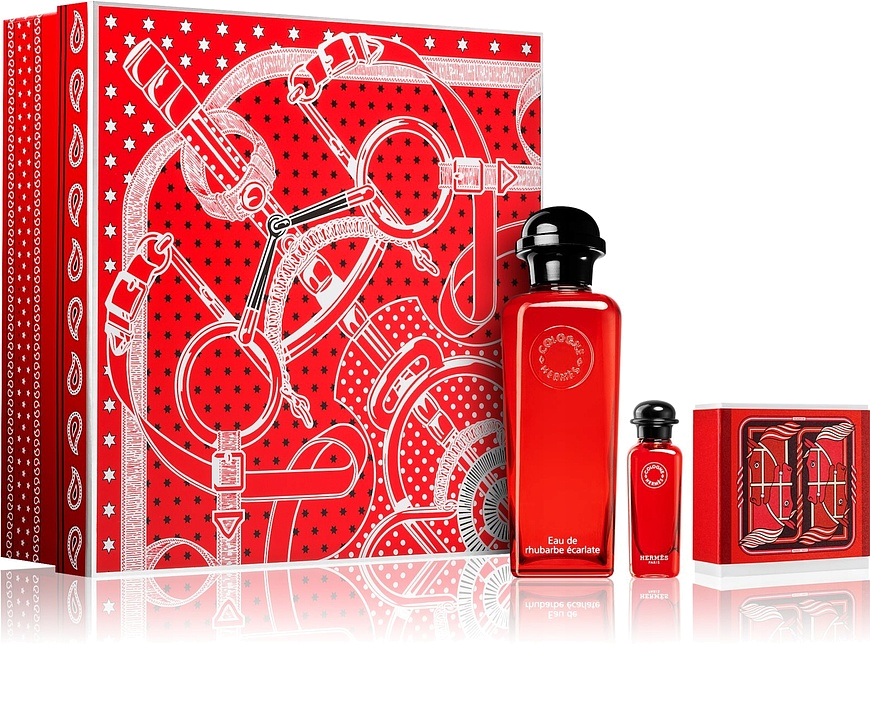 COLOGNE
HERMÈS
Eau de
rhubarbe écarlate
COLOGNE
HERMÈS
HERMÈS
PARIS